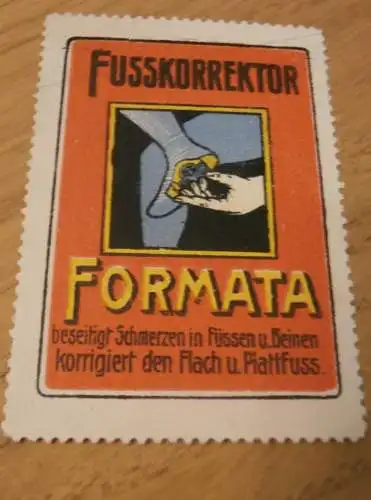 FUSSKORREKTOR
FORMATA
beseitigt Schmerzen in Füssen u. Beinen
korrigiert den Flach u. Plattfuss.